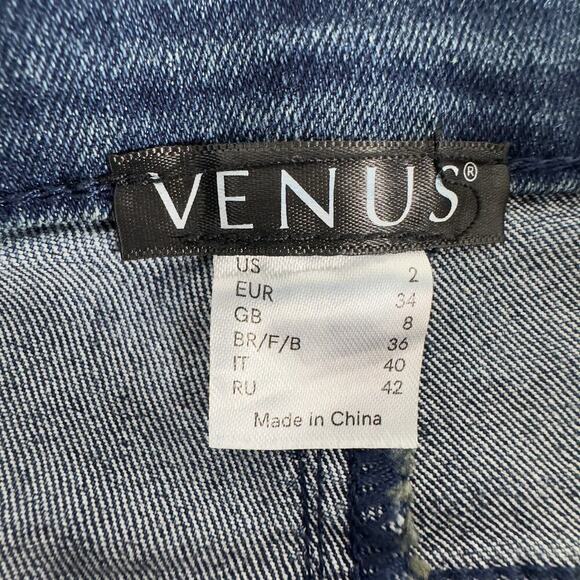 VENUS®
US 2
EUR 34
GB 8
BR/F/B 36
IT 40
RU 42
Made in China